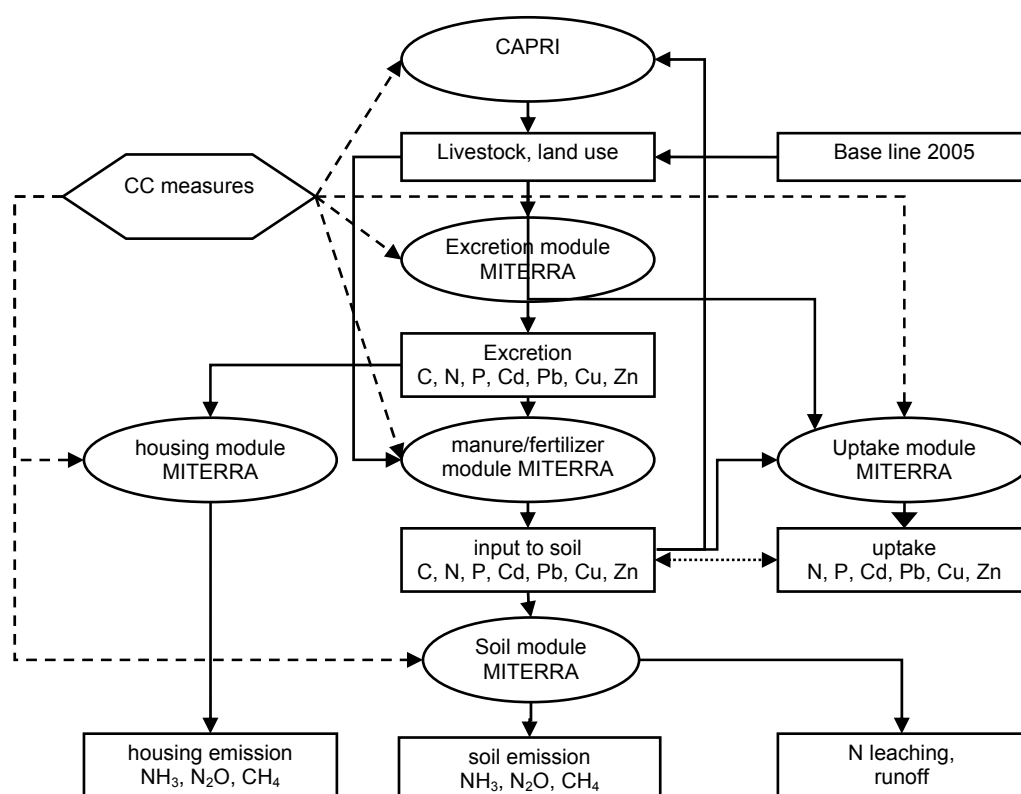 CAPRI
Livestock, land use
Base line 2005
CC measures
Excretion module
MITERRA
Excretion
C, N, P, Cd, Pb, Cu, Zn
housing module
MITERRA
manure/fertilizer
module MITERRA
Uptake module
MITERRA
input to soil
C, N, P, Cd, Pb, Cu, Zn
uptake
N, P, Cd, Pb, Cu, Zn
Soil module
MITERRA
housing emission
NH₃, N₂O, CH₄
soil emission
NH₃, N₂O, CH₄
N leaching,
runoff